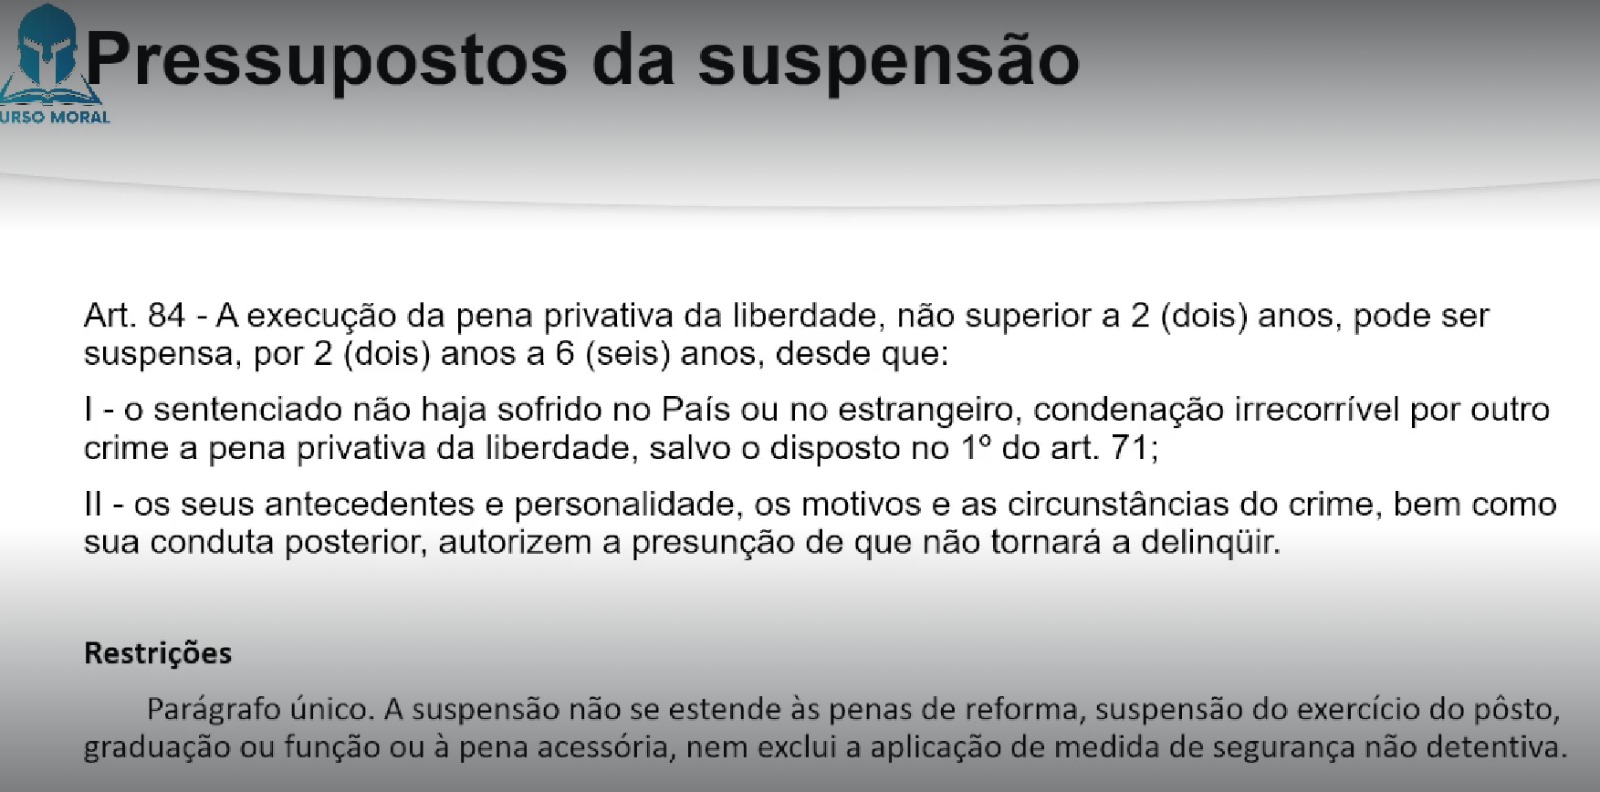 Pressupostos da suspensão
URSO MORAL
Art. 84 - A execução da pena privativa da liberdade, não superior a 2 (dois) anos, pode ser
suspensa, por 2 (dois) anos a 6 (seis) anos, desde que:
I - o sentenciado não haja sofrido no País ou no estrangeiro, condenação irrecorrível por outro
crime a pena privativa da liberdade, salvo o disposto no 1º do art. 71;
II - os seus antecedentes e personalidade, os motivos e as circunstâncias do crime, bem como
sua conduta posterior, autorizem a presunção de que não tornará a delinqüir.
Restrições
Parágrafo único. A suspensão não se estende às penas de reforma, suspensão do exercício do pôsto,
graduação ou função ou à pena acessória, nem exclui a aplicação de medida de segurança não detentiva.